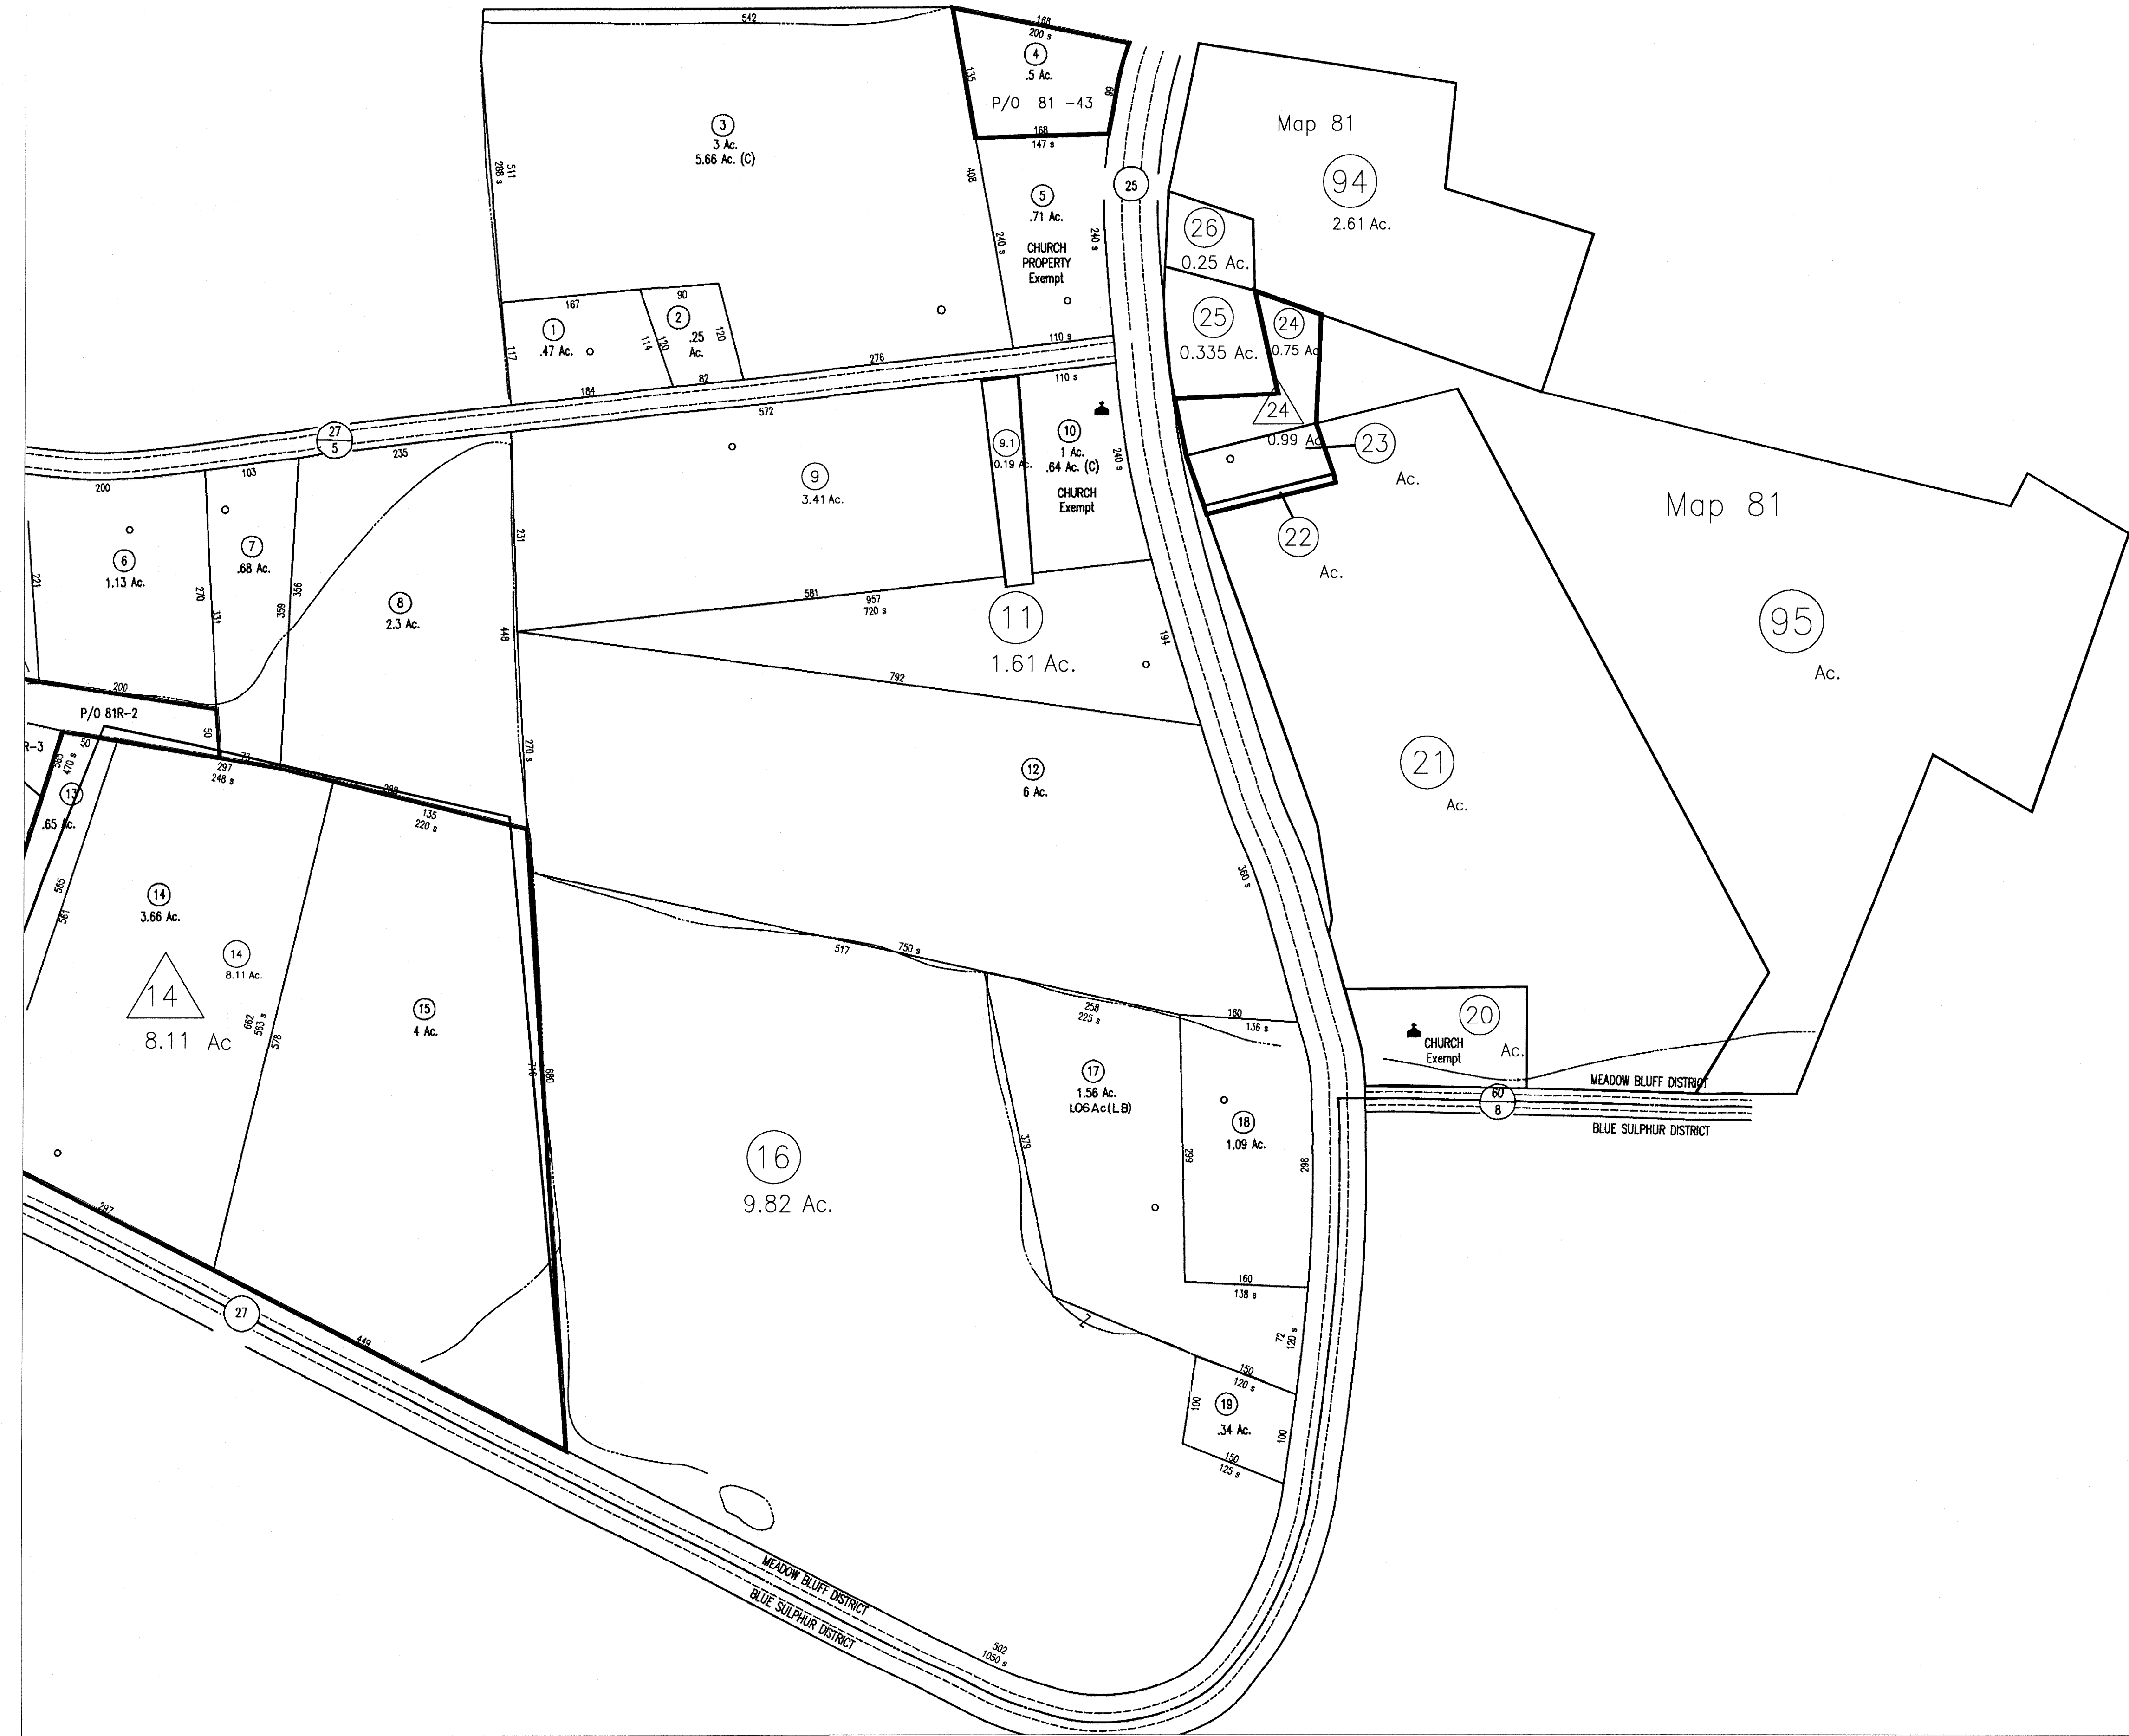 542
168
200 s
4
.5 Ac.
P/O 81 -43
135
66
168
147 s
3
3 Ac.
5.66 Ac. (C)
511
288 s
408
5
.71 Ac.
CHURCH
PROPERTY
Exempt
240 s
240 s
25
Map 81
94
2.61 Ac.
26
0.25 Ac.
25
0.335 Ac.
24
0.75 Ac
24
0.99 Ac
23
Ac.
22
Ac.
167
90
1
.47 Ac.
2
.25
Ac.
117
114
120
120
184
82
276
110 s
110 s
572
27
5
235
103
200
9
3.41 Ac.
9.1
0.19 Ac.
10
1 Ac.
.64 Ac. (C)
CHURCH
Exempt
240 s
Map 81
95
Ac.
6
1.13 Ac.
7
.68 Ac.
8
2.3 Ac.
221
270
331
359
356
231
448
581
957
720 s
11
1.61 Ac.
194
792
200
P/O 81R-2
50
R-3
50
585
470 s
77
297
248 s
288
135
220 s
270 s
13
.65 Ac.
12
6 Ac.
21
Ac.
360 s
565
561
14
3.66 Ac.
14
8.11 Ac.
14
8.11 Ac
662
563 s
578
15
4 Ac.
716
680
517
750 s
258
225 s
160
136 s
20
Ac.
CHURCH
Exempt
MEADOW BLUFF DISTRICT
60
8
BLUE SULPHUR DISTRICT
17
1.56 Ac.
1.06 Ac(LB)
18
1.09 Ac.
379
299
298
16
9.82 Ac.
160
138 s
72
120 s
Z
150
120 s
19
.34 Ac.
100
100
150
125 s
297
27
449
MEADOW BLUFF DISTRICT
BLUE SULPHUR DISTRICT
502
1050 s